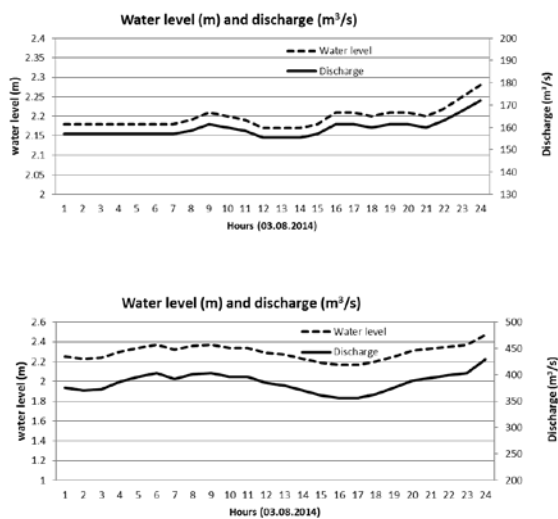 Water level (m) and discharge (m³/s)
2.4
2.35
2.3
2.25
2.2
2.15
2.1
2.05
2
water level (m)
200
190
180
170
160
150
140
130
Discharge (m³/s)
Water level
Discharge
1 2 3 4 5 6 7 8 9 10 11 12 13 14 15 16 17 18 19 20 21 22 23 24
Hours (03.08.2014)
Water level (m) and discharge (m³/s)
2.6
2.4
2.2
2
1.8
1.6
1.4
1.2
1
water level (m)
500
450
400
350
300
250
200
Discharge (m³/s)
Water level
Discharge
1 2 3 4 5 6 7 8 9 10 11 12 13 14 15 16 17 18 19 20 21 22 23 24
Hours (03.08.2014)